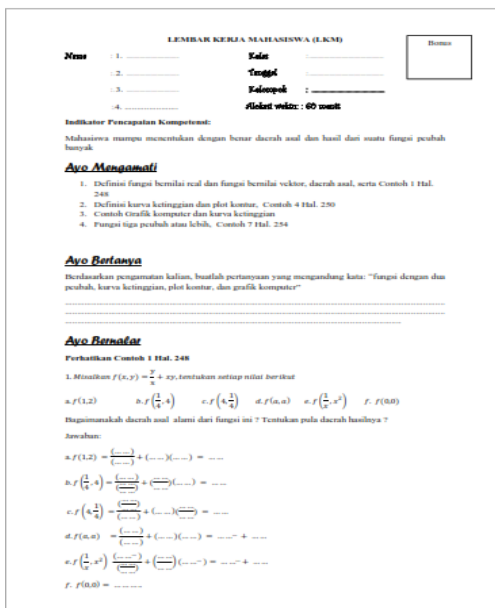 LEMBAR KERJA MAHASISWA (LKM)
Bonus
Nama : 1. ........................ Kelas : ........................
: 2. ........................ Tanggal : ........................
: 3. ........................ Kelompok : ........................
:4. ........................ Alokasi waktu : 60 menit
Indikator Pencapaian Kompetensi:
Mahasiswa mampu menentukan dengan benar daerah asal dan hasil dari suatu fungsi peubah
banyak
Ayo Mengamati
1. Definisi fungsi bernilai real dan fungsi bernilai vektor, daerah asal, serta Contoh 1 Hal.
248
2. Definisi kurva ketinggian dan plot kontur, Contoh 4 Hal. 250
3. Contoh Grafik komputer dan kurva ketinggian
4. Fungsi tiga peubah atau lebih, Contoh 7 Hal. 254
Ayo Bertanya
Berdasarkan pengamatan kalian, buatlah pertanyaan yang mengandung kata: "fungsi dengan dua
peubah, kurva ketinggian, plot kontur, dan grafik komputer"
Ayo Bernalar
Perhatikan Contoh 1 Hal. 248
1. Misalkan f(x, y) = y/x + xy, tentukan setiap nilai berikut
a. f(1,2) b. f(1/4, 4) c. f(4, 1/4) d. f(a, a) e. f(1/x, x²) f. f(0,0)
Bagaimanakah daerah asal alami dari fungsi ini ? Tentukan pula daerah hasilnya ?
Jawaban:
a. f(1,2) = (... ...)/(... ...) + (... ...)(... ...) = ... ...
b. f(1/4, 4) = (... ...)/(... .../... ...) + (... .../... ...)(... ...) = ... ...
c. f(4, 1/4) = (... .../... ...)/(... ...) + (... ...)(... .../... ...) = ... ...
d. f(a, a) = (... ...)/(... ...) + (... ...)(... ...) = ... ...⁻ + ... ...
e. f(1/x, x²) (... ...⁻)/(... .../... ...) + (... .../... ...)(... ...⁻) = ... ...⁻ + ... ...
f. f(0,0) = ... ... ...